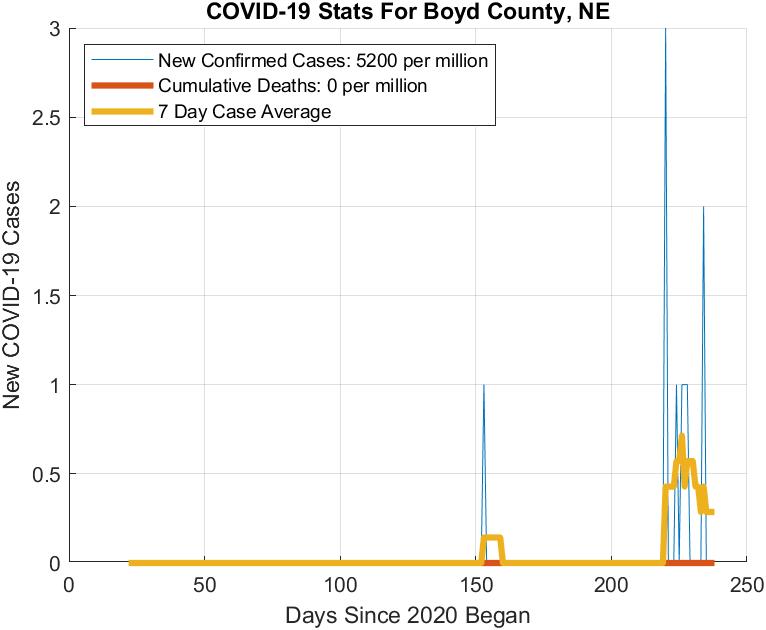 COVID-19 Stats For Boyd County, NE
New Confirmed Cases: 5200 per million
Cumulative Deaths: 0 per million
7 Day Case Average
New COVID-19 Cases
3
2.5
2
1.5
1
0.5
0
0 50 100 150 200 250
Days Since 2020 Began